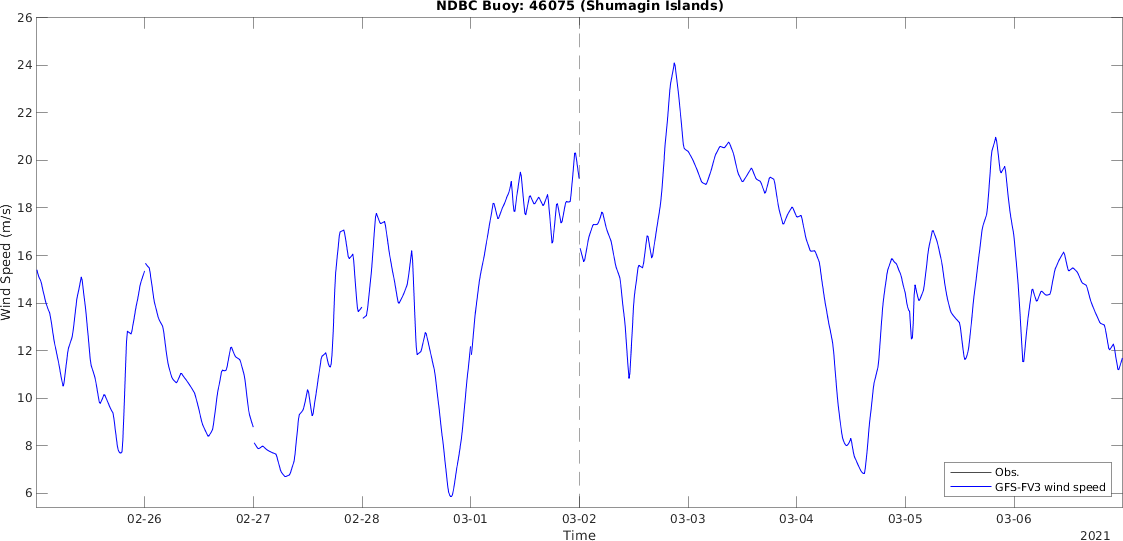 NDBC Buoy: 46075 (Shumagin Islands)
26
24
22
20
18
16
14
12
10
8
6
Wind Speed (m/s)
02-26 02-27 02-28 03-01 03-02 03-03 03-04 03-05 03-06
Time
2021
Obs.
GFS-FV3 wind speed